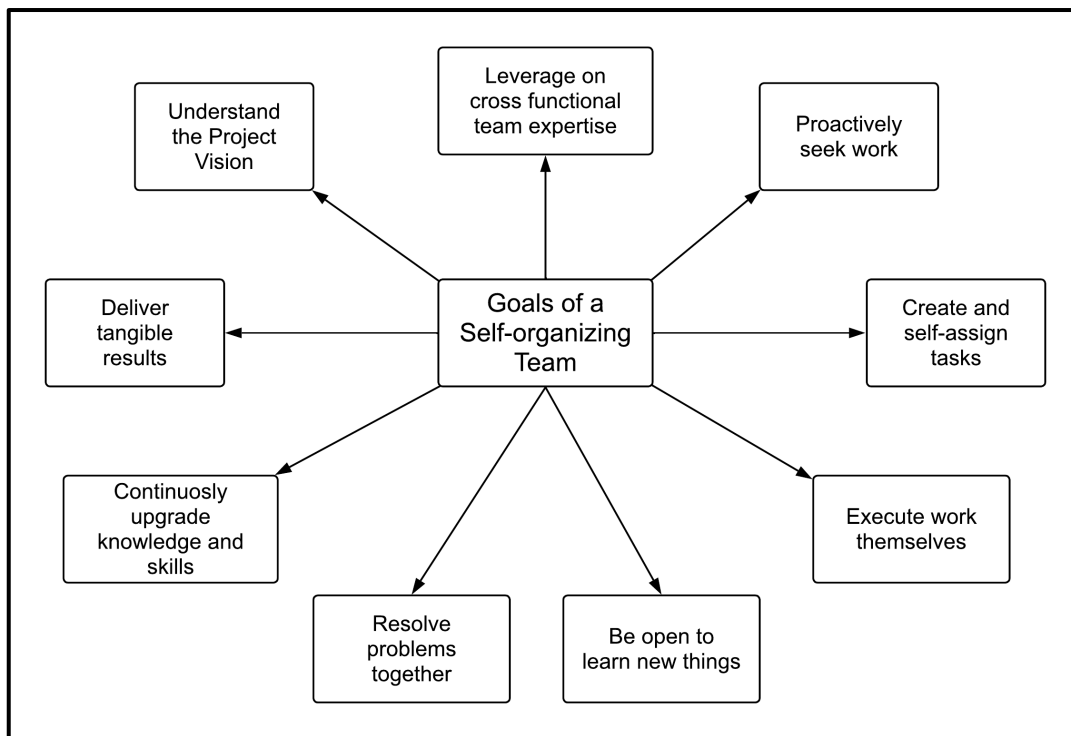 Leverage on
cross functional
team expertise
Understand
the Project
Vision
Proactively
seek work
Goals of a
Self-organizing
Team
Deliver
tangible
results
Create and
self-assign
tasks
Continuosly
upgrade
knowledge and
skills
Execute work
themselves
Resolve
problems
together
Be open to
learn new things